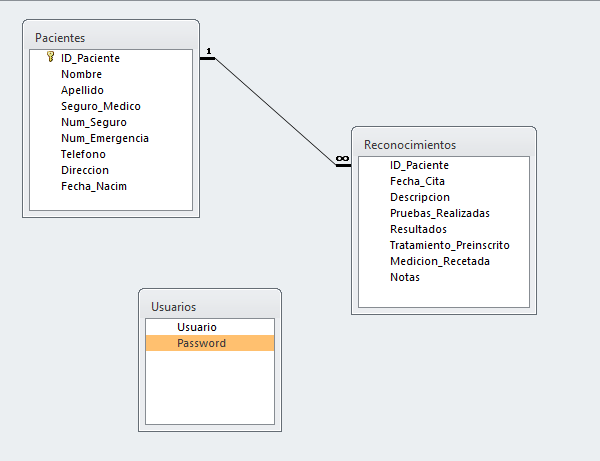 Pacientes
ID_Paciente
Nombre
Apellido
Seguro_Medico
Num_Seguro
Num_Emergencia
Telefono
Direccion
Fecha_Nacim
1
∞
Reconocimientos
ID_Paciente
Fecha_Cita
Descripcion
Pruebas_Realizadas
Resultados
Tratamiento_Preinscrito
Medicion_Recetada
Notas
Usuarios
Usuario
Password